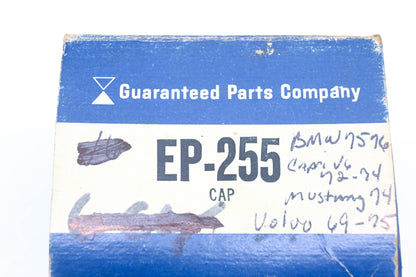 Guaranteed Parts Company
EP-255
CAP
BMW 75 76
CAPRI V6
72-74
Mustang 74
Volvo 69-75